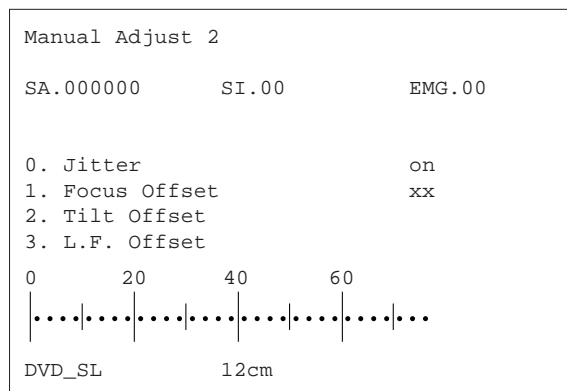 Manual Adjust 2
SA.000000 SI.00 EMG.00
0. Jitter on
1. Focus Offset xx
2. Tilt Offset
3. L.F. Offset
0 20 40 60
DVD_SL 12cm